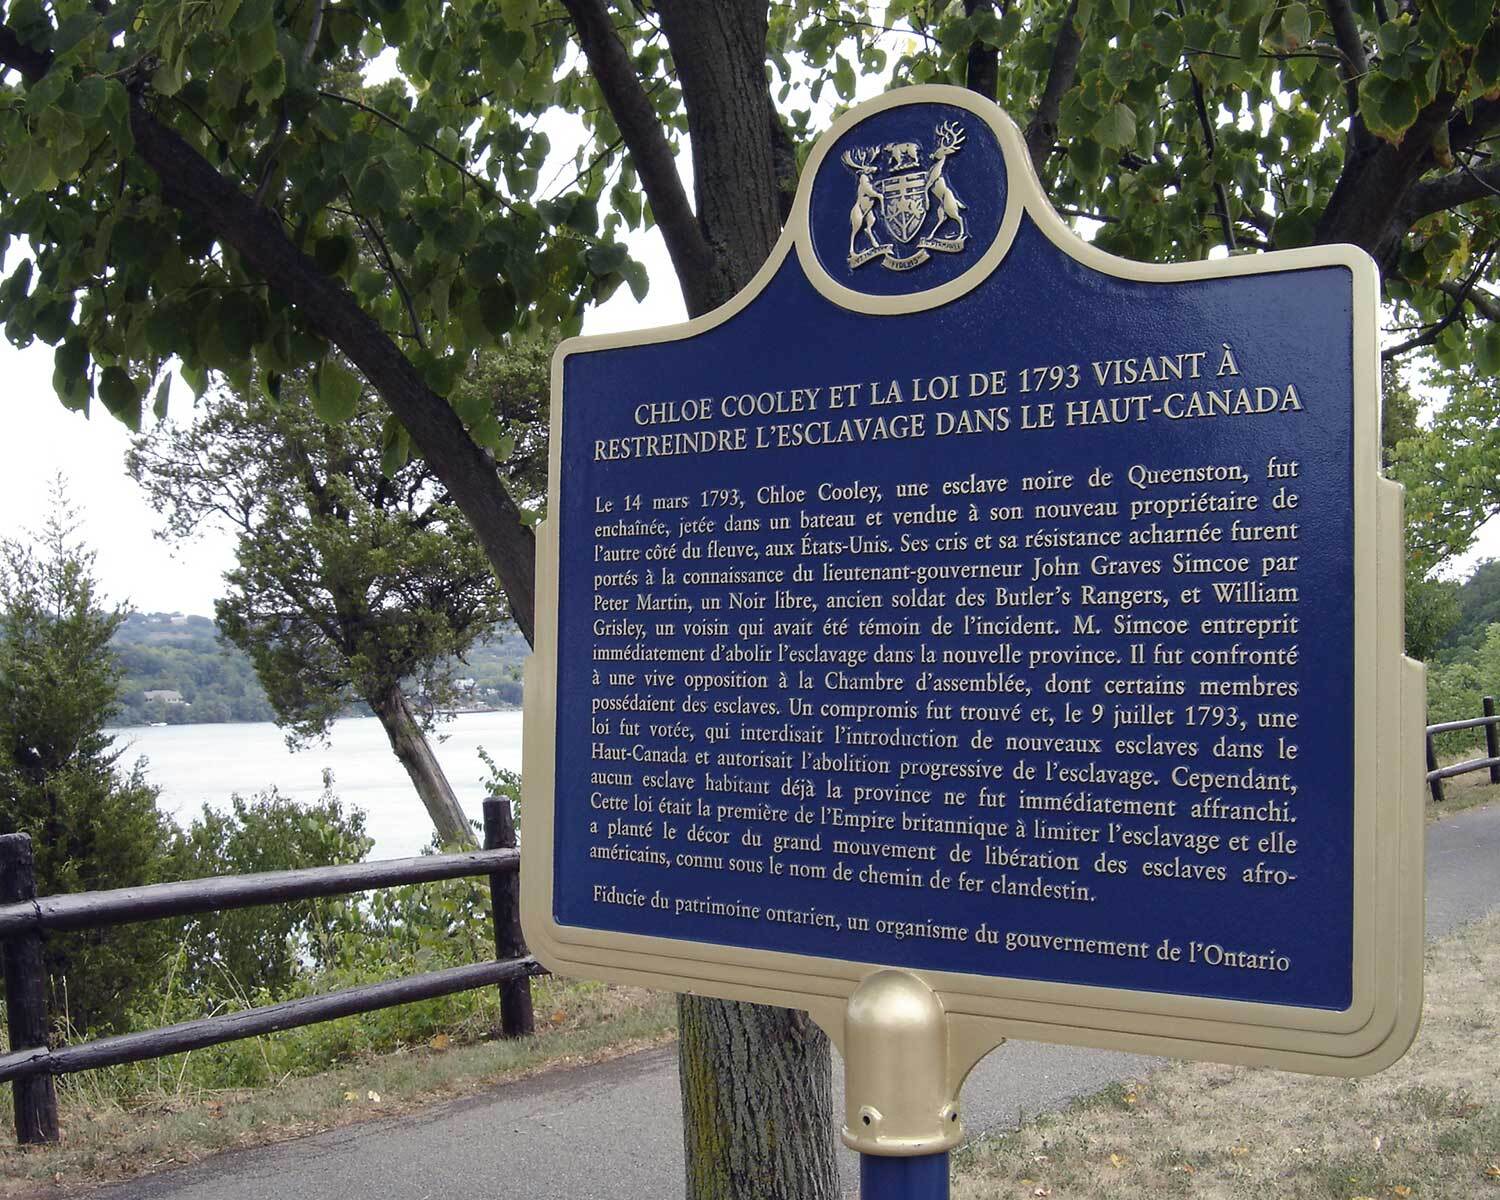 CHLOE COOLEY ET LA LOI DE 1793 VISANT À
RESTREINDRE L'ESCLAVAGE DANS LE HAUT-CANADA
Le 14 mars 1793, Chloe Cooley, une esclave noire de Queenston, fut
enchaînée, jetée dans un bateau et vendue à son nouveau propriétaire de
l'autre côté du fleuve, aux États-Unis. Ses cris et sa résistance acharnée furent
portés à la connaissance du lieutenant-gouverneur John Graves Simcoe par
Peter Martin, un Noir libre, ancien soldat des Butler's Rangers, et William
Grisley, un voisin qui avait été témoin de l'incident. M. Simcoe entreprit
immédiatement d'abolir l'esclavage dans la nouvelle province. Il fut confronté
à une vive opposition à la Chambre d'assemblée, dont certains membres
possédaient des esclaves. Un compromis fut trouvé et, le 9 juillet 1793, une
loi fut votée, qui interdisait l'introduction de nouveaux esclaves dans le
Haut-Canada et autorisait l'abolition progressive de l'esclavage. Cependant,
aucun esclave habitant déjà la province ne fut immédiatement affranchi.
Cette loi était la première de l'Empire britannique à limiter l'esclavage et elle
a planté le décor du grand mouvement de libération des esclaves afro-
américains, connu sous le nom de chemin de fer clandestin.
Fiducie du patrimoine ontarien, un organisme du gouvernement de l'Ontario